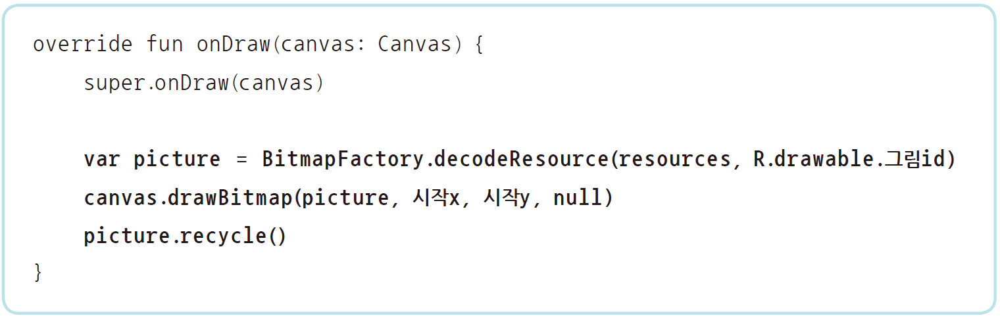 override fun onDraw(canvas: Canvas) {
super.onDraw(canvas)
var picture = BitmapFactory.decodeResource(resources, R.drawable.그림id)
canvas.drawBitmap(picture, 시작x, 시작y, null)
picture.recycle()
}